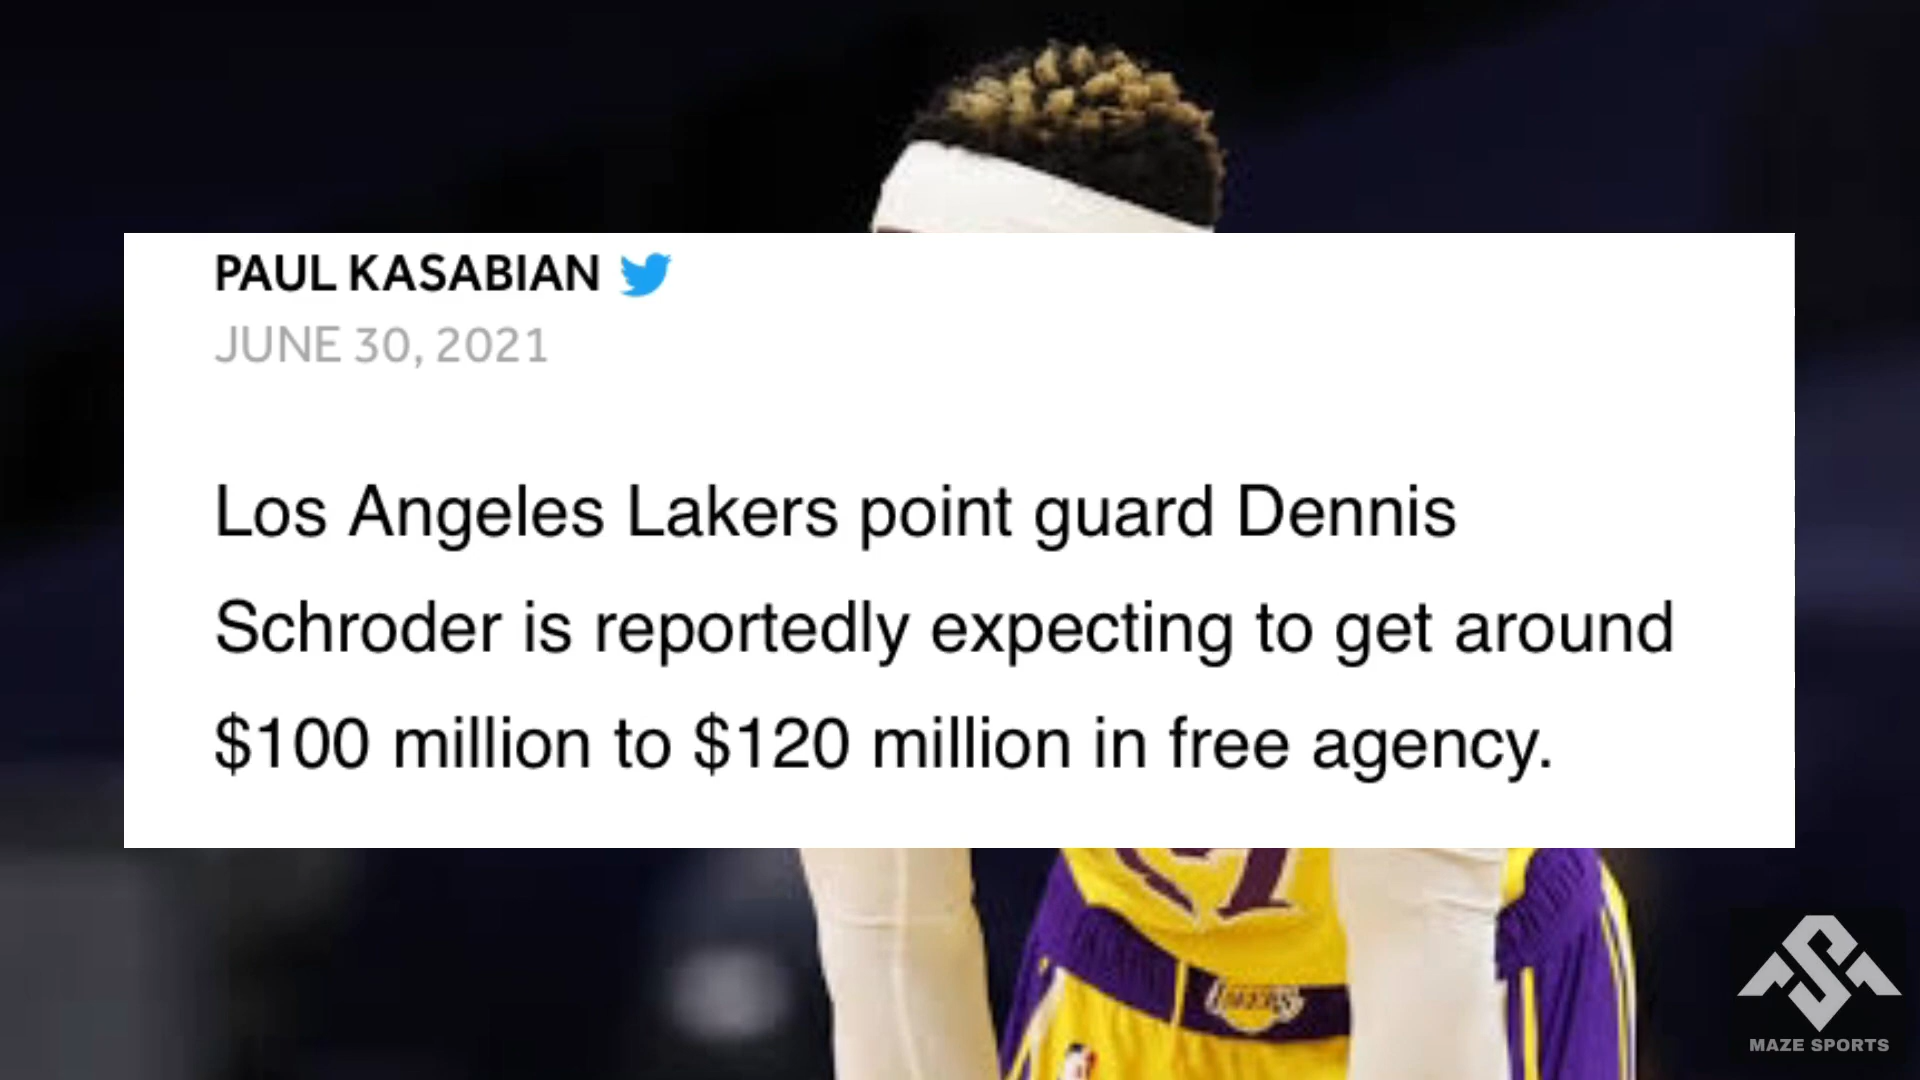 PAUL KASABIAN
JUNE 30, 2021
Los Angeles Lakers point guard Dennis
Schroder is reportedly expecting to get around
$100 million to $120 million in free agency.
LAKERS
MAZE SPORTS